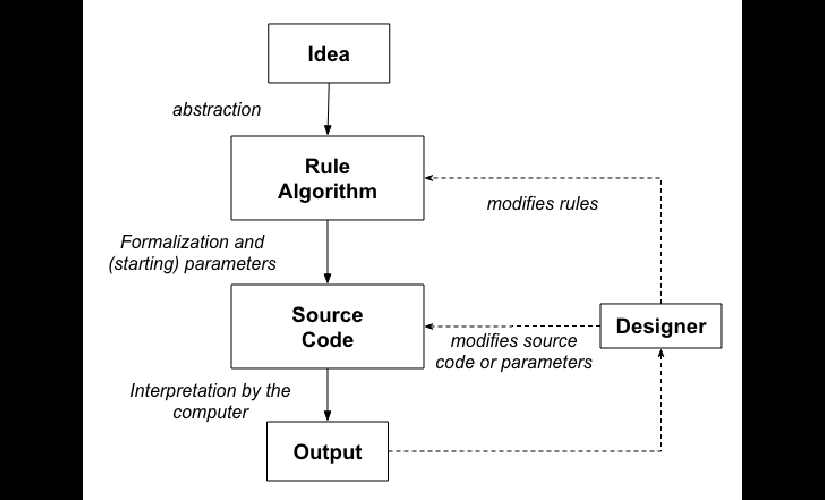 Idea
abstraction
Rule
Algorithm
modifies rules
Formalization and
(starting) parameters
Source
Code
Designer
modifies source
code or parameters
Interpretation by the
computer
Output